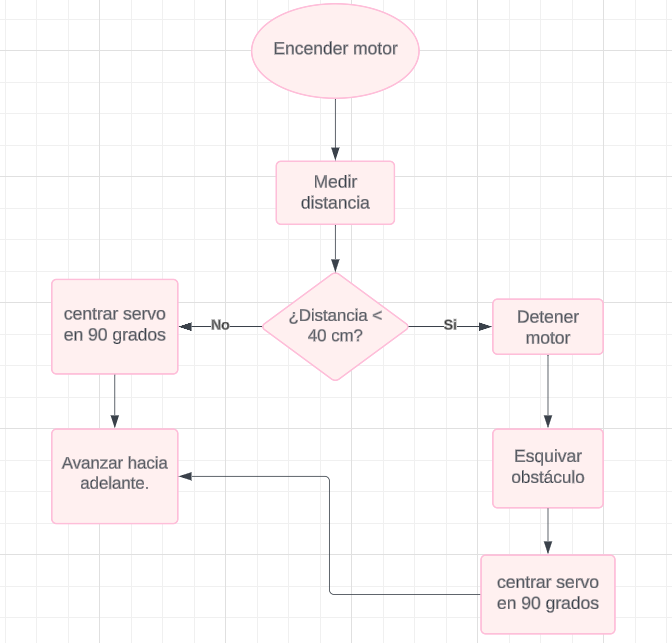 Encender motor
Medir
distancia
¿Distancia <
40 cm?
No
Si
centrar servo
en 90 grados
Detener
motor
Avanzar hacia
adelante.
Esquivar
obstáculo
centrar servo
en 90 grados